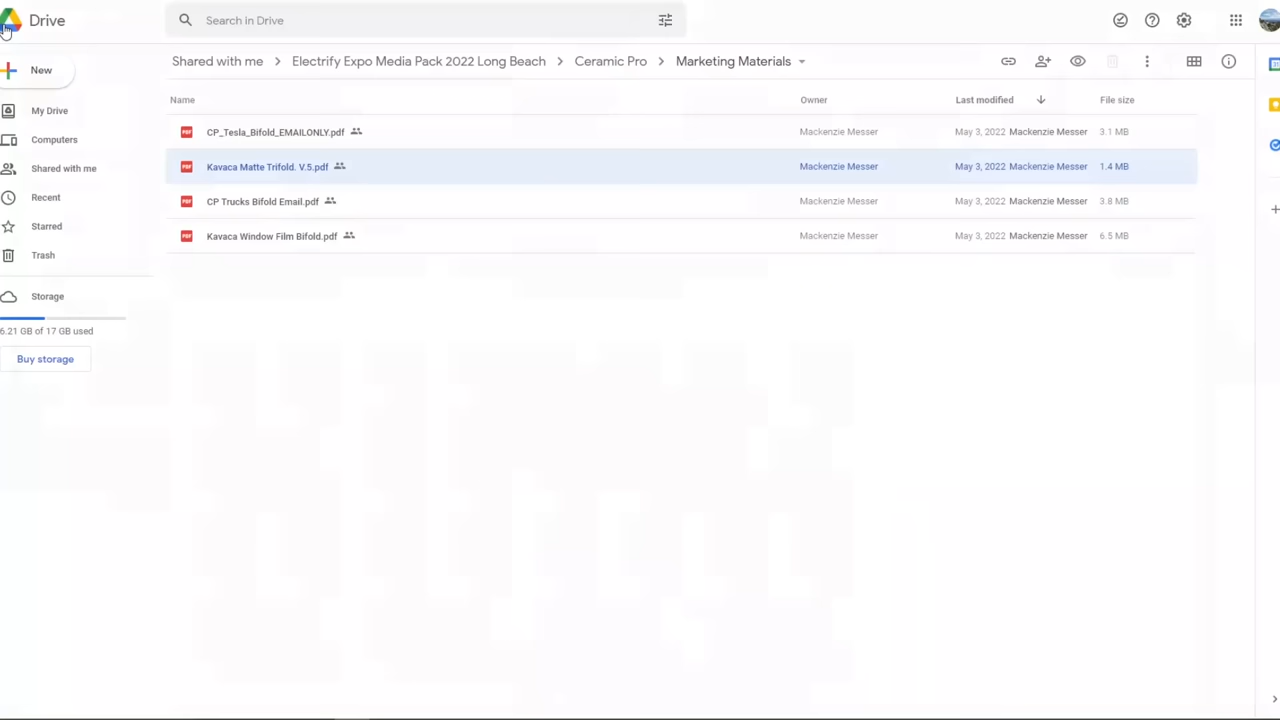 Drive
Search in Drive
New
Shared with me
Electrify Expo Media Pack 2022 Long Beach
Ceramic Pro
Marketing Materials
My Drive
Computers
Shared with me
Recent
Starred
Trash
Storage
6.21 GB of 17 GB used
Buy storage
Name Owner Last modified File size
CP_Tesla_Bifold_EMAILONLY.pdf Mackenzie Messer May 3, 2022 Mackenzie Messer 3.1 MB
Kavaca Matte Trifold. V.5.pdf Mackenzie Messer May 3, 2022 Mackenzie Messer 1.4 MB
CP Trucks Bifold Email.pdf Mackenzie Messer May 3, 2022 Mackenzie Messer 3.8 MB
Kavaca Window Film Bifold.pdf Mackenzie Messer May 3, 2022 Mackenzie Messer 6.5 MB